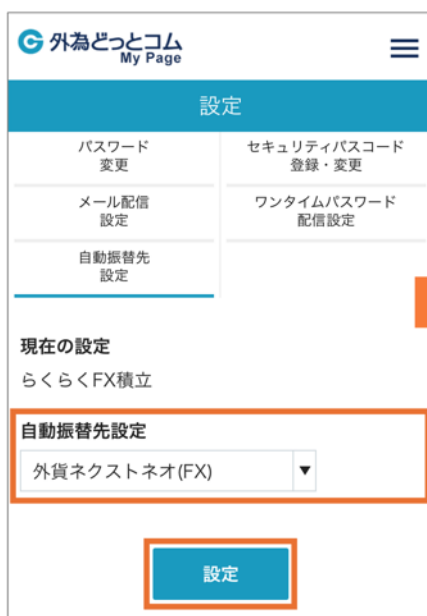 外為どっとコム
My Page
設定
パスワード
変更
セキュリティパスコード
登録・変更
メール配信
設定
ワンタイムパスワード
配信設定
自動振替先
設定
現在の設定
らくらくFX積立
自動振替先設定
外貨ネクストネオ(FX)
設定